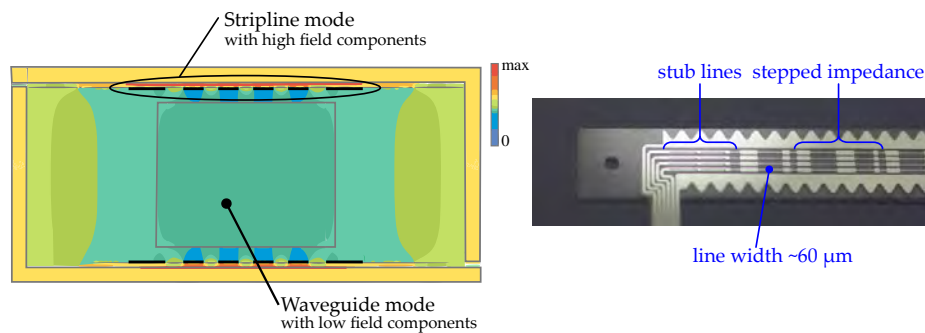 Stripline mode
with high field components
max
0
Waveguide mode
with low field components
stub lines
stepped impedance
line width ~60 µm